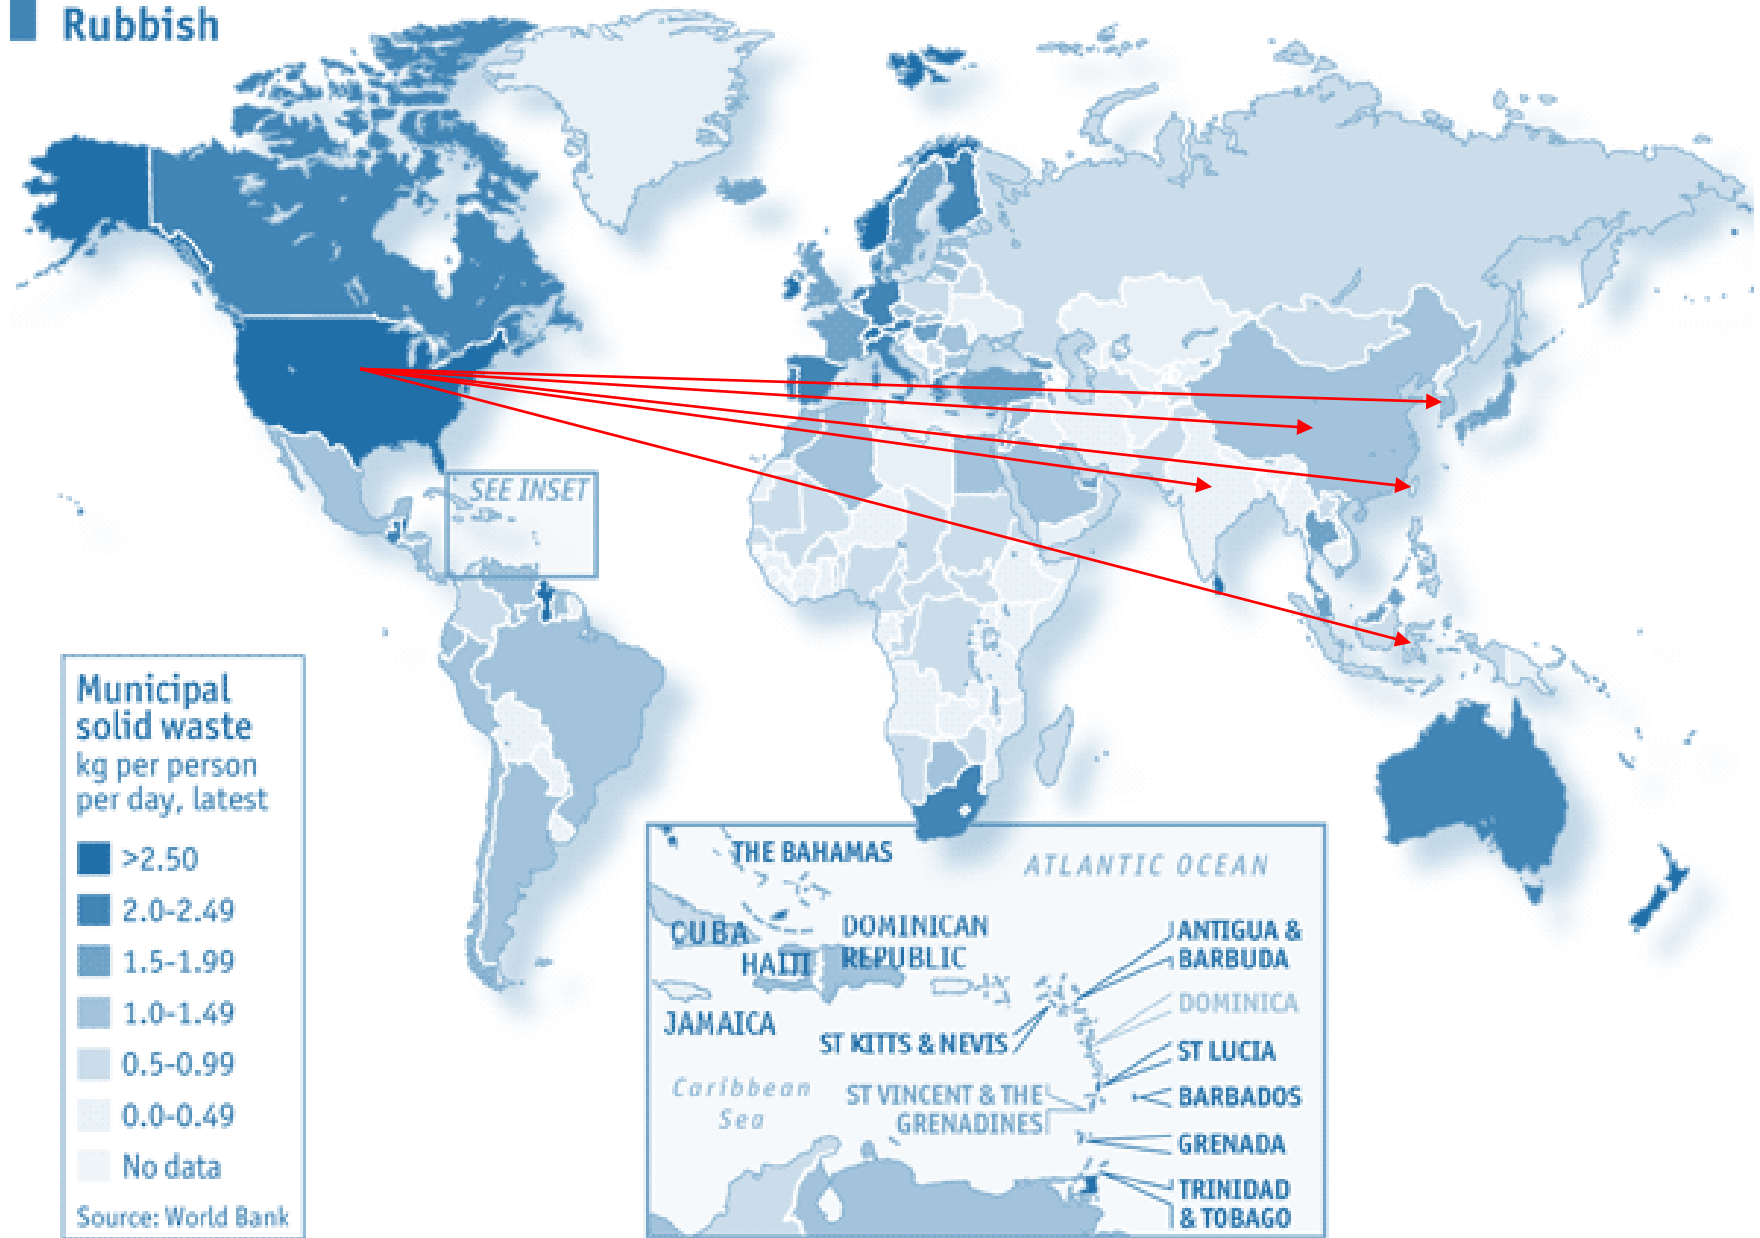 Rubbish
SEE INSET
Municipal
solid waste
kg per person
per day, latest
>2.50
2.0-2.49
1.5-1.99
1.0-1.49
0.5-0.99
0.0-0.49
No data
Source: World Bank
THE BAHAMAS
ATLANTIC OCEAN
CUBA
HAITI
DOMINICAN
REPUBLIC
JAMAICA
ST KITTS & NEVIS
ANTIGUA &
BARBUDA
DOMINICA
ST LUCIA
Caribbean
Sea
ST VINCENT & THE
GRENADINES
BARBADOS
GRENADA
TRINIDAD
& TOBAGO